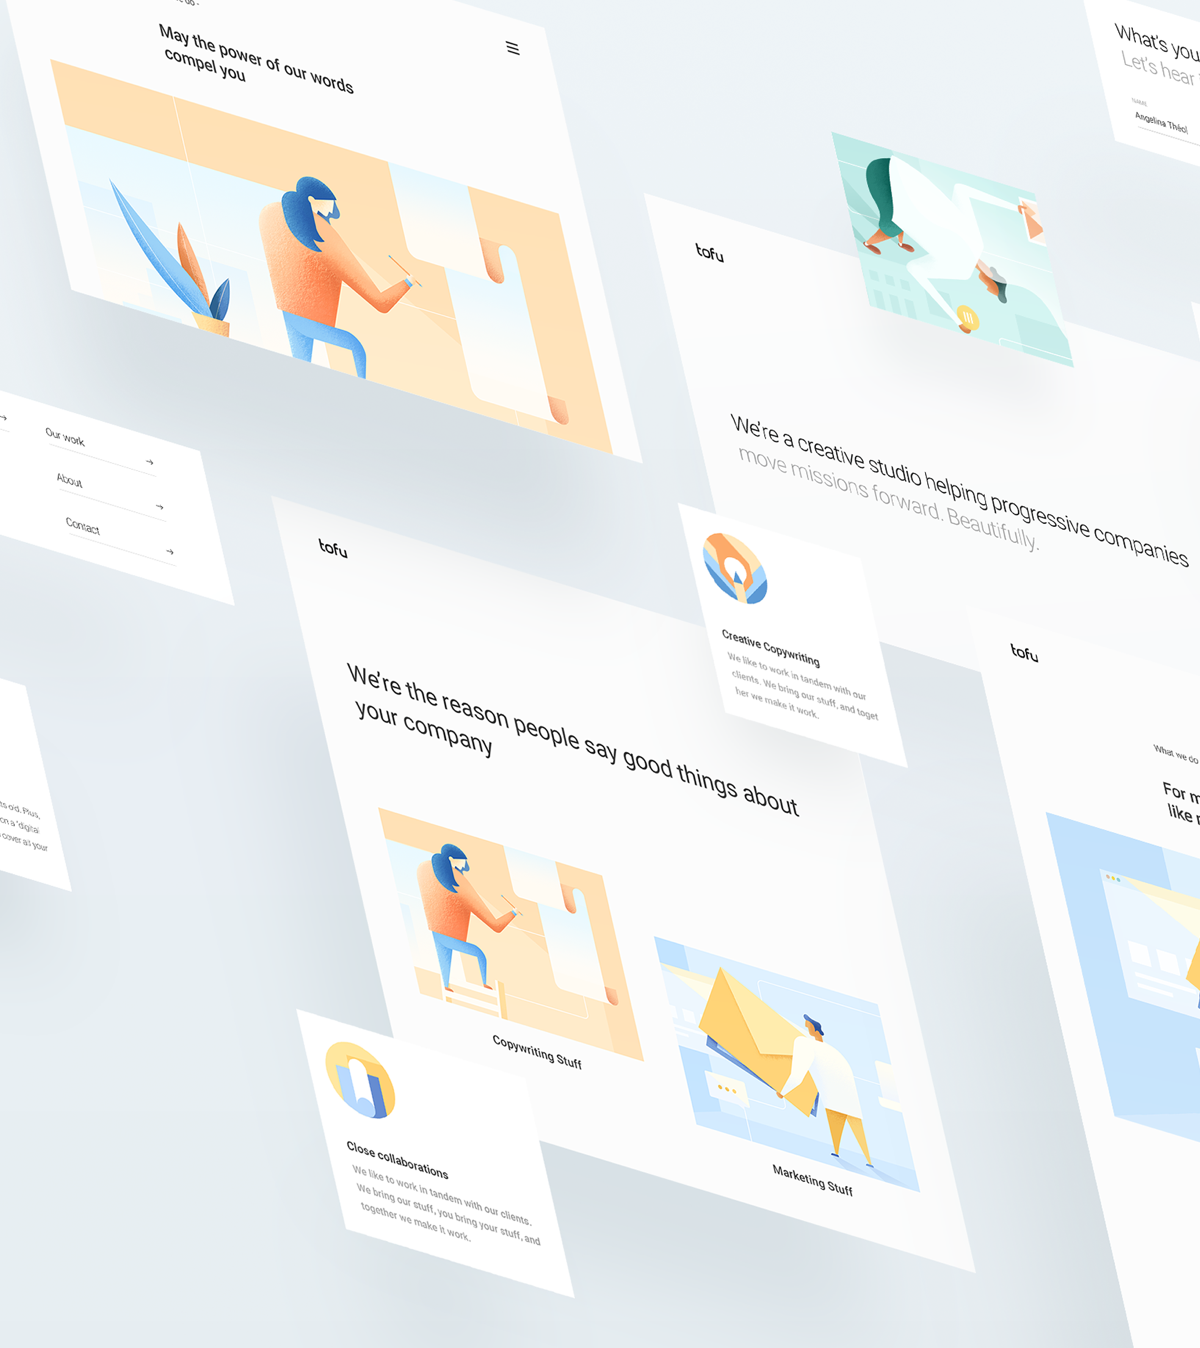 do -
May the power of our words
compel you
What's you
Let's hear
NAME
Angelina Théol
tofu
We're a creative studio helping progressive companies
move missions forward. Beautifully.
Our work
About
Contact
tofu
We're the reason people say good things about
your company
Creative Copywriting
We like to work in tandem with our
clients. We bring our stuff, and toget
her we make it work.
tofu
What we do
For m
like
ts old. Plus,
on a "digital
cover all your
Copywriting Stuff
Marketing Stuff
Close collaborations
We like to work in tandem with our clients.
We bring our stuff, you bring your stuff, and
together we make it work.